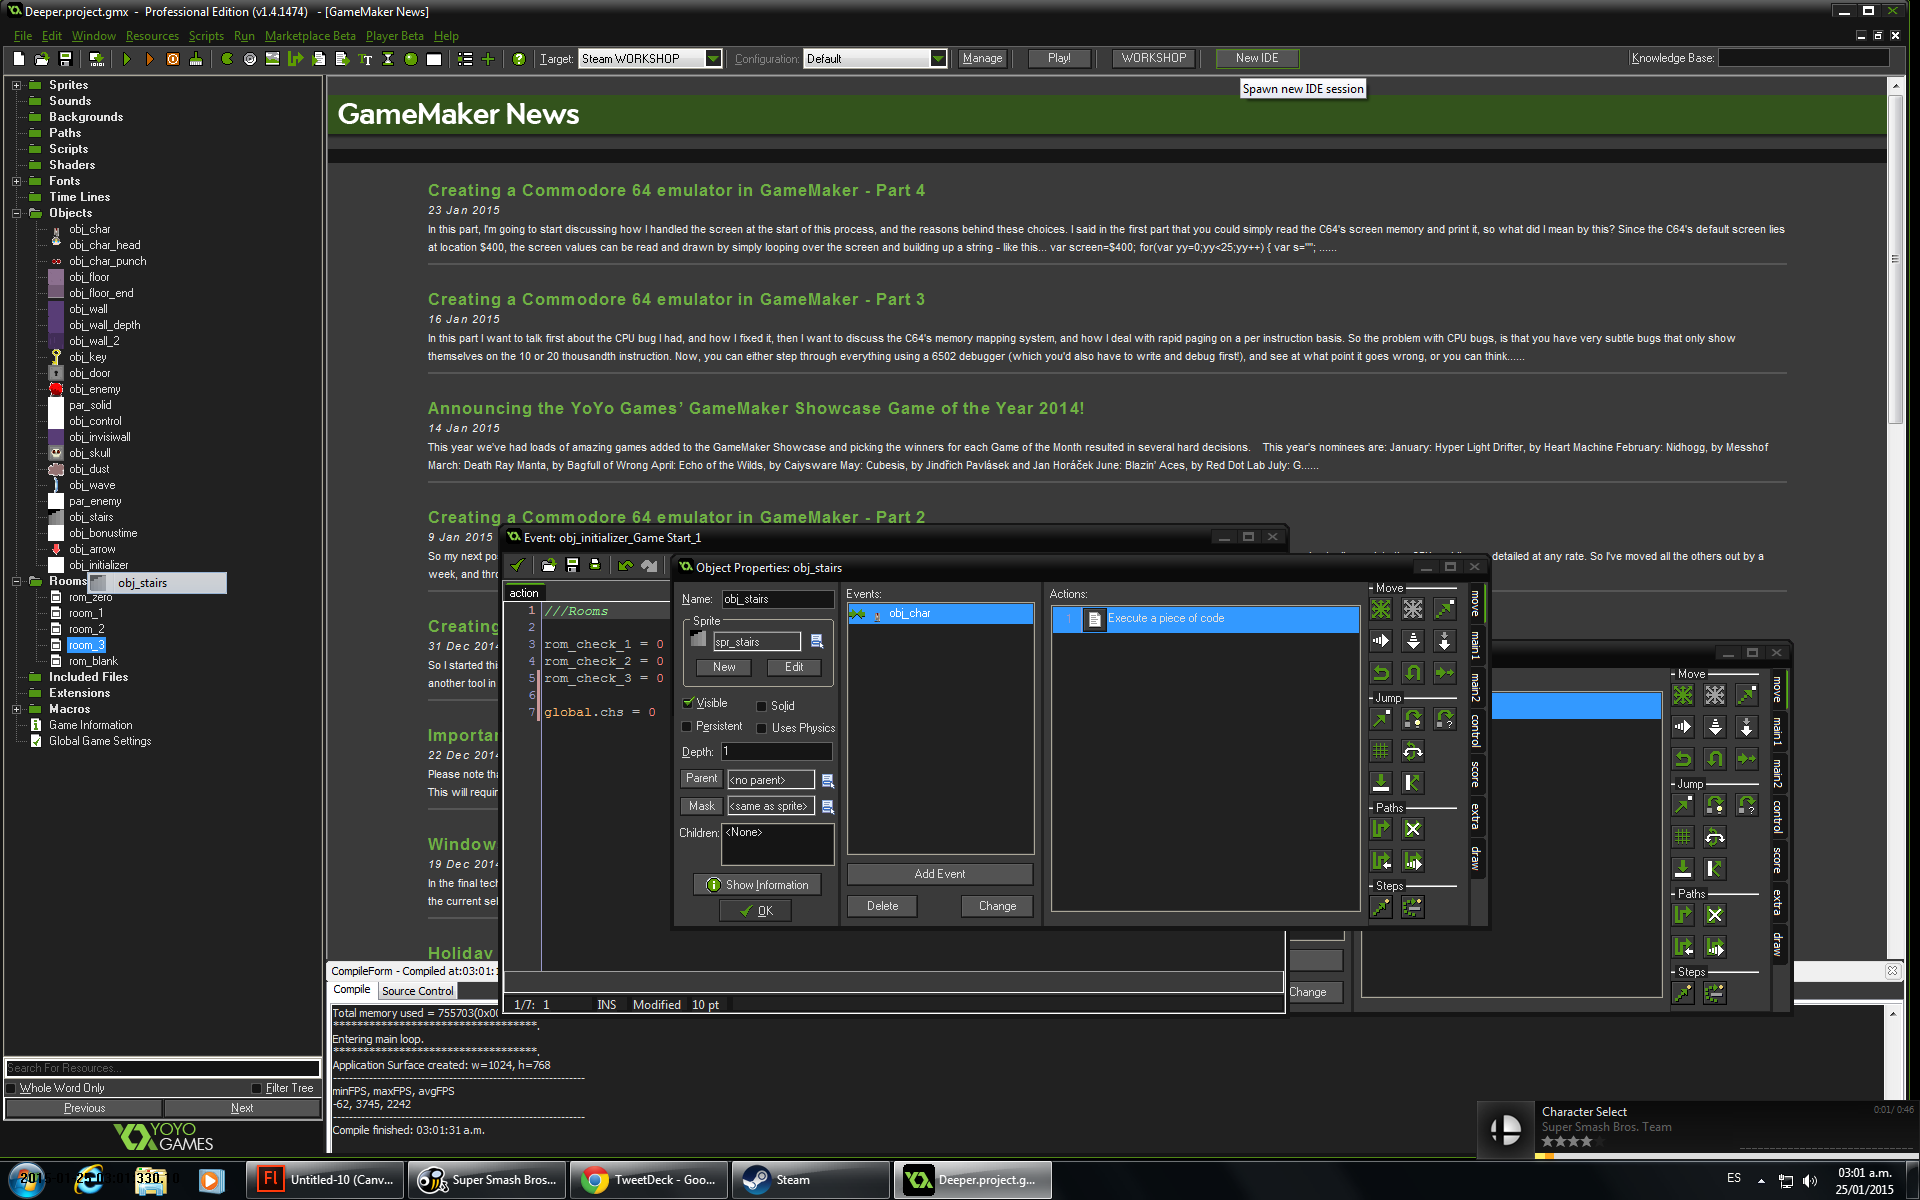 Deeper.project.gmx - Professional Edition (v1.4.1474) - [GameMaker News]
File Edit Window Resources Scripts Run Marketplace Beta Player Beta Help
Target: Steam WORKSHOP Configuration: Default Manage Play! WORKSHOP New IDE Knowledge Base:
Spawn new IDE session
Sprites
Sounds
Backgrounds
Paths
Scripts
Shaders
Fonts
Time Lines
Objects
obj_char
obj_char_head
obj_char_punch
obj_floor
obj_floor_end
obj_wall
obj_wall_depth
obj_wall_2
obj_key
obj_door
obj_enemy
par_solid
obj_control
obj_invisiwall
obj_skull
obj_dust
obj_wave
par_enemy
obj_stairs
obj_bonustime
obj_arrow
obj_initializer
Rooms
obj_stairs
rom_zero
room_1
room_2
room_3
rom_blank
Included Files
Extensions
Macros
Game Information
Global Game Settings
Search For Resources...
Whole Word Only Filter Tree
Previous Next
YOYO GAMES
GameMaker News
Creating a Commodore 64 emulator in GameMaker - Part 4
23 Jan 2015
In this part, I'm going to start discussing how I handled the screen at the start of this process, and the reasons behind these choices. I said in the first part that you could simply read the C64's screen memory and print it, so what did I mean by this? Since the C64's default screen lies
at location $400, the screen values can be read and drawn by simply looping over the screen and building up a string - like this... var screen=$400; for(var yy=0;yy<25;yy++) { var s=""; ......
Creating a Commodore 64 emulator in GameMaker - Part 3
16 Jan 2015
In this part I want to talk first about the CPU bug I had, and how I fixed it, then I want to discuss the C64's memory mapping system, and how I deal with rapid paging on a per instruction basis. So the problem with CPU bugs, is that you have very subtle bugs that only show
themselves on the 10 or 20 thousandth instruction. Now, you can either step through everything using a 6502 debugger (which you'd also have to write and debug first!), and see at what point it goes wrong, or you can think......
Announcing the YoYo Games' GameMaker Showcase Game of the Year 2014!
14 Jan 2015
This year we've had loads of amazing games added to the GameMaker Showcase and picking the winners for each Game of the Month resulted in several hard decisions. This year's nominees are: January: Hyper Light Drifter, by Heart Machine February: Nidhogg, by Messhof
March: Death Ray Manta, by Bagfull of Wrong April: Echo of the Wilds, by Caiysware May: Cubesis, by Jindřich Pavlásek and Jan Horáček June: Blazin' Aces, by Red Dot Lab July: G......
Creating a Commodore 64 emulator in GameMaker - Part 2
9 Jan 2015
So my next po detailed at any rate. So I've moved all the others out by a
week, and thro
Creating
31 Dec 2014
So I started thi
another tool in
Importan
22 Dec 2014
Please note tha
This will requir
Window
19 Dec 2014
In the final tech
the current sel
Holiday
Event: obj_initializer_Game Start_1
action
1 ///Rooms
2
3 rom_check_1 = 0
4 rom_check_2 = 0
5 rom_check_3 = 0
6
7 global.chs = 0
1/7: 1 INS Modified 10 pt
Object Properties: obj_stairs
Name: obj_stairs
Sprite
spr_stairs
New Edit
Visible Solid
Persistent Uses Physics
Depth: 1
Parent <no parent>
Mask <same as sprite>
Children: <None>
Show Information
OK
Events:
obj_char
Add Event
Delete Change
Actions:
1 Execute a piece of code
Move
Jump
Paths
Steps
move
main1
main2
control
score
extra
draw
Change
Move
Jump
Paths
Steps
move
main1
main2
control
score
extra
draw
CompileForm - Compiled at:03:01:
Compile Source Control
Total memory used = 755703(0x00
***********************************.
Entering main loop.
***********************************.
Application Surface created: w=1024, h=768
minFPS, maxFPS, avgFPS
-62, 3745, 2242
Compile finished: 03:01:31 a.m.
Character Select 0:01/ 0:46
Super Smash Bros. Team
Untitled-10 (Canv...
Super Smash Bros...
TweetDeck - Goo...
Steam
Deeper.project.g...
ES
03:01 a.m.
25/01/2015